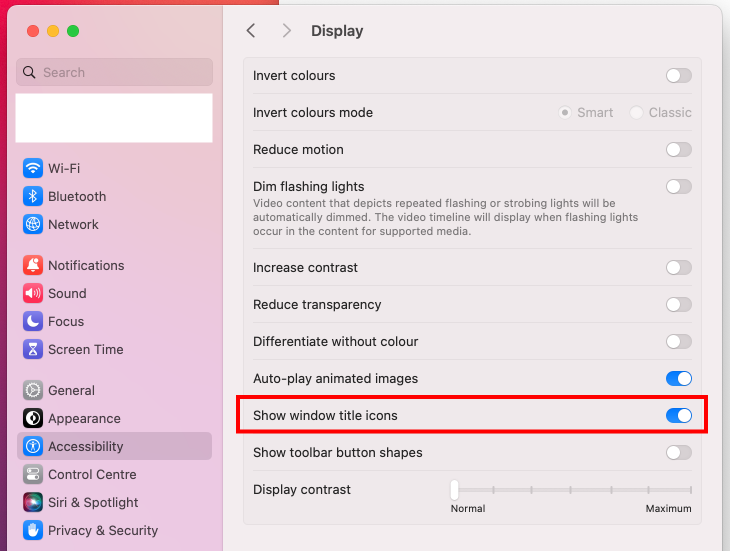 Search
Wi-Fi
Bluetooth
Network
Notifications
Sound
Focus
Screen Time
General
Appearance
Accessibility
Control Centre
Siri & Spotlight
Privacy & Security
Display
Invert colours
Invert colours mode
Smart
Classic
Reduce motion
Dim flashing lights
Video content that depicts repeated flashing or strobing lights will be
automatically dimmed. The video timeline will display when flashing lights
occur in the content for supported media.
Increase contrast
Reduce transparency
Differentiate without colour
Auto-play animated images
Show window title icons
Show toolbar button shapes
Display contrast
Normal
Maximum